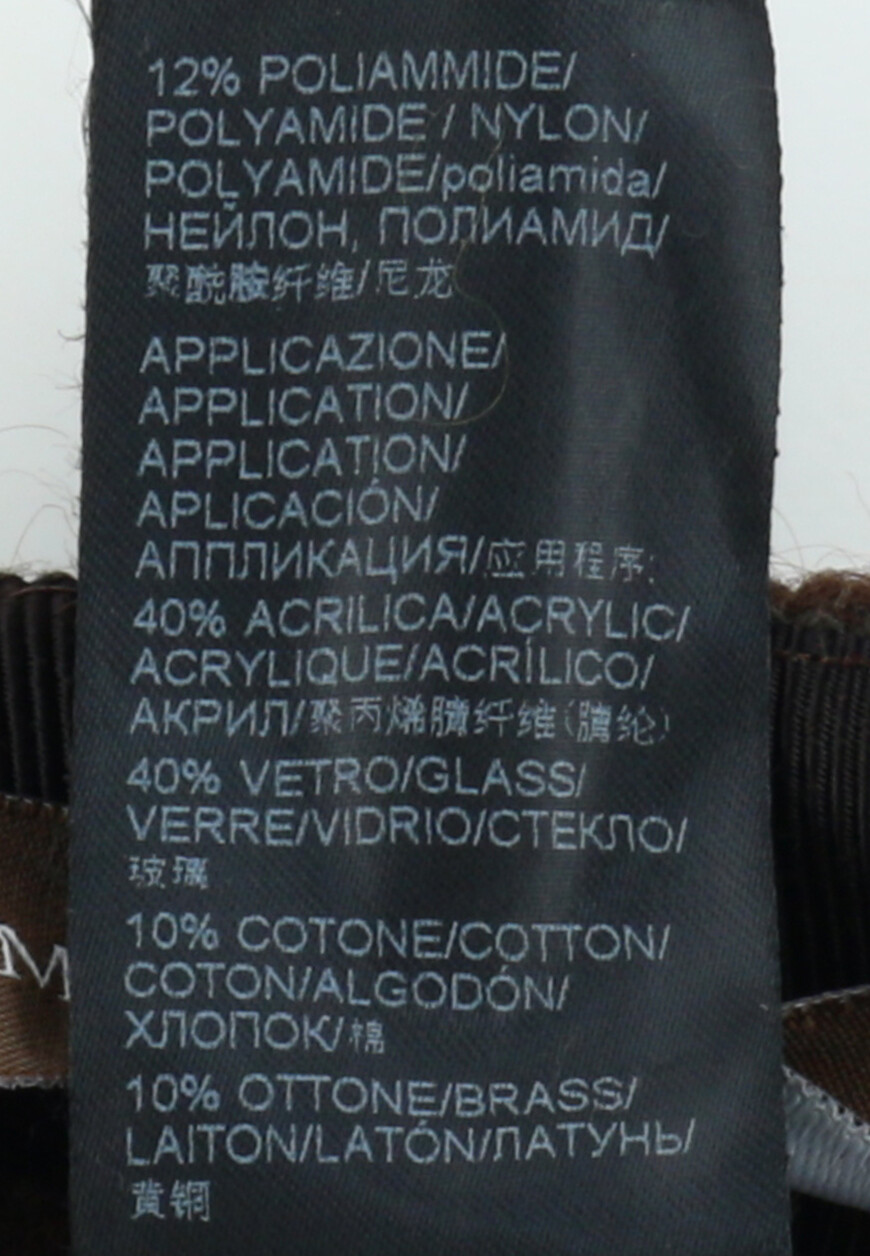 12% POLIAMMIDE/
POLYAMIDE / NYLON/
POLYAMIDE/poliamida/
НЕЙЛОН, ПОЛИАМИД/
聚酰胺纤维/尼龙
APPLICAZIONE/
APPLICATION/
APPLICATION/
APLICACIÓN/
АППЛИКАЦИЯ/应用程序:
40% ACRILICA/ACRYLIC/
ACRYLIQUE/ACRÍLICO/
АКРИЛ/聚丙烯腈纤维(腈纶)
40% VETRO/GLASS/
VERRE/VIDRIO/СТЕКЛО/
玻璃
10% COTONE/COTTON/
COTON/ALGODÓN/
ХЛОПОК/棉
10% OTTONE/BRASS/
LAITON/LATÓN/ЛАТУНЬ/
黄铜
M